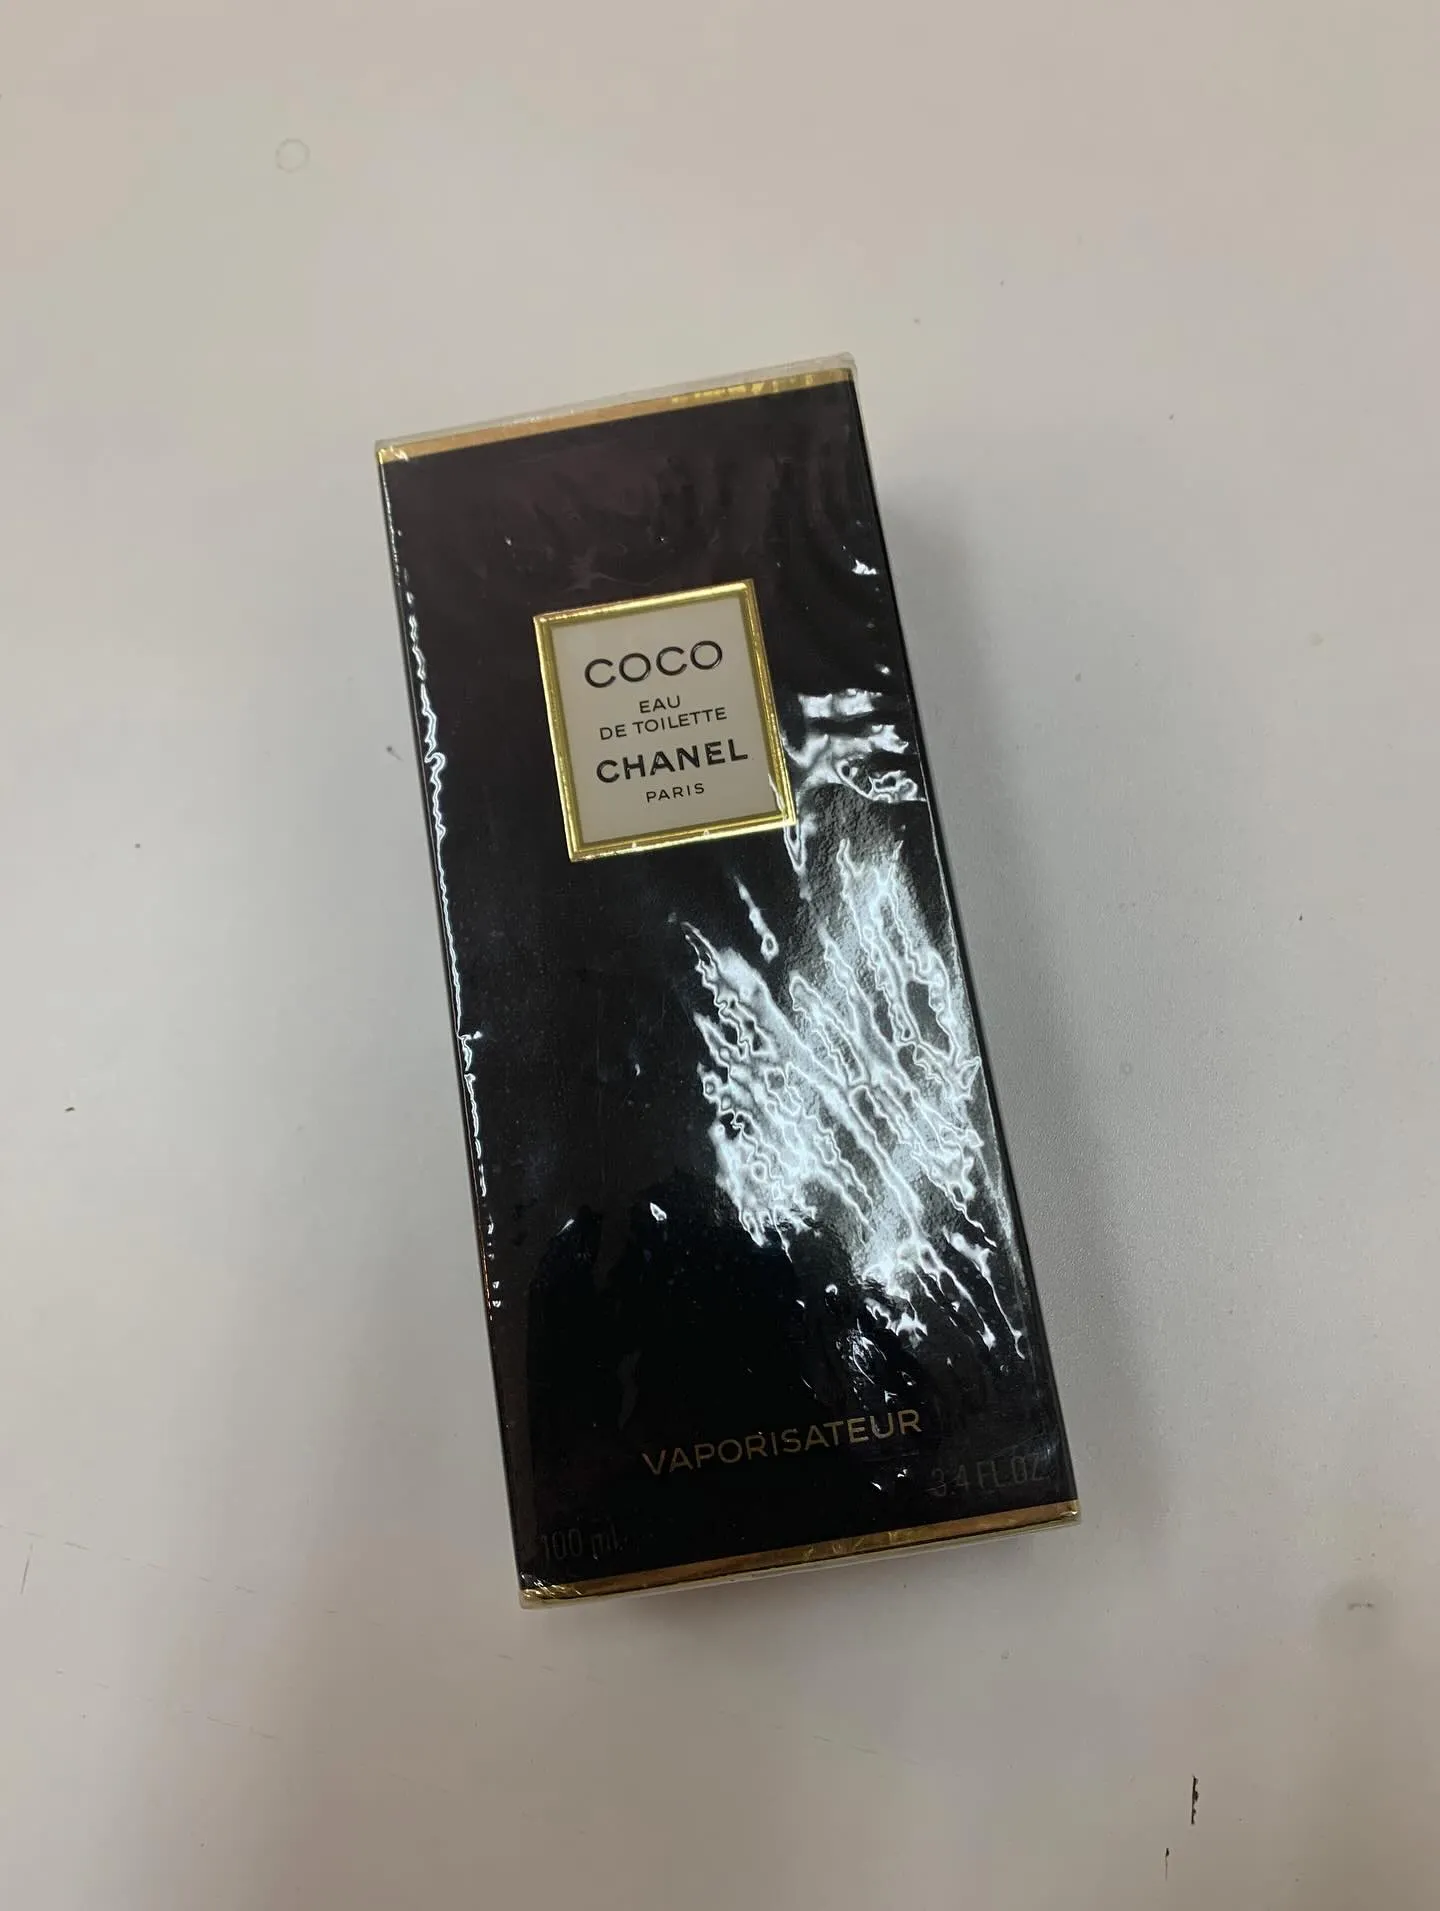 COCO
EAU
DE TOILETTE
CHANEL
PARIS
VAPORISATEUR
3.4 FL.OZ.
100 ml